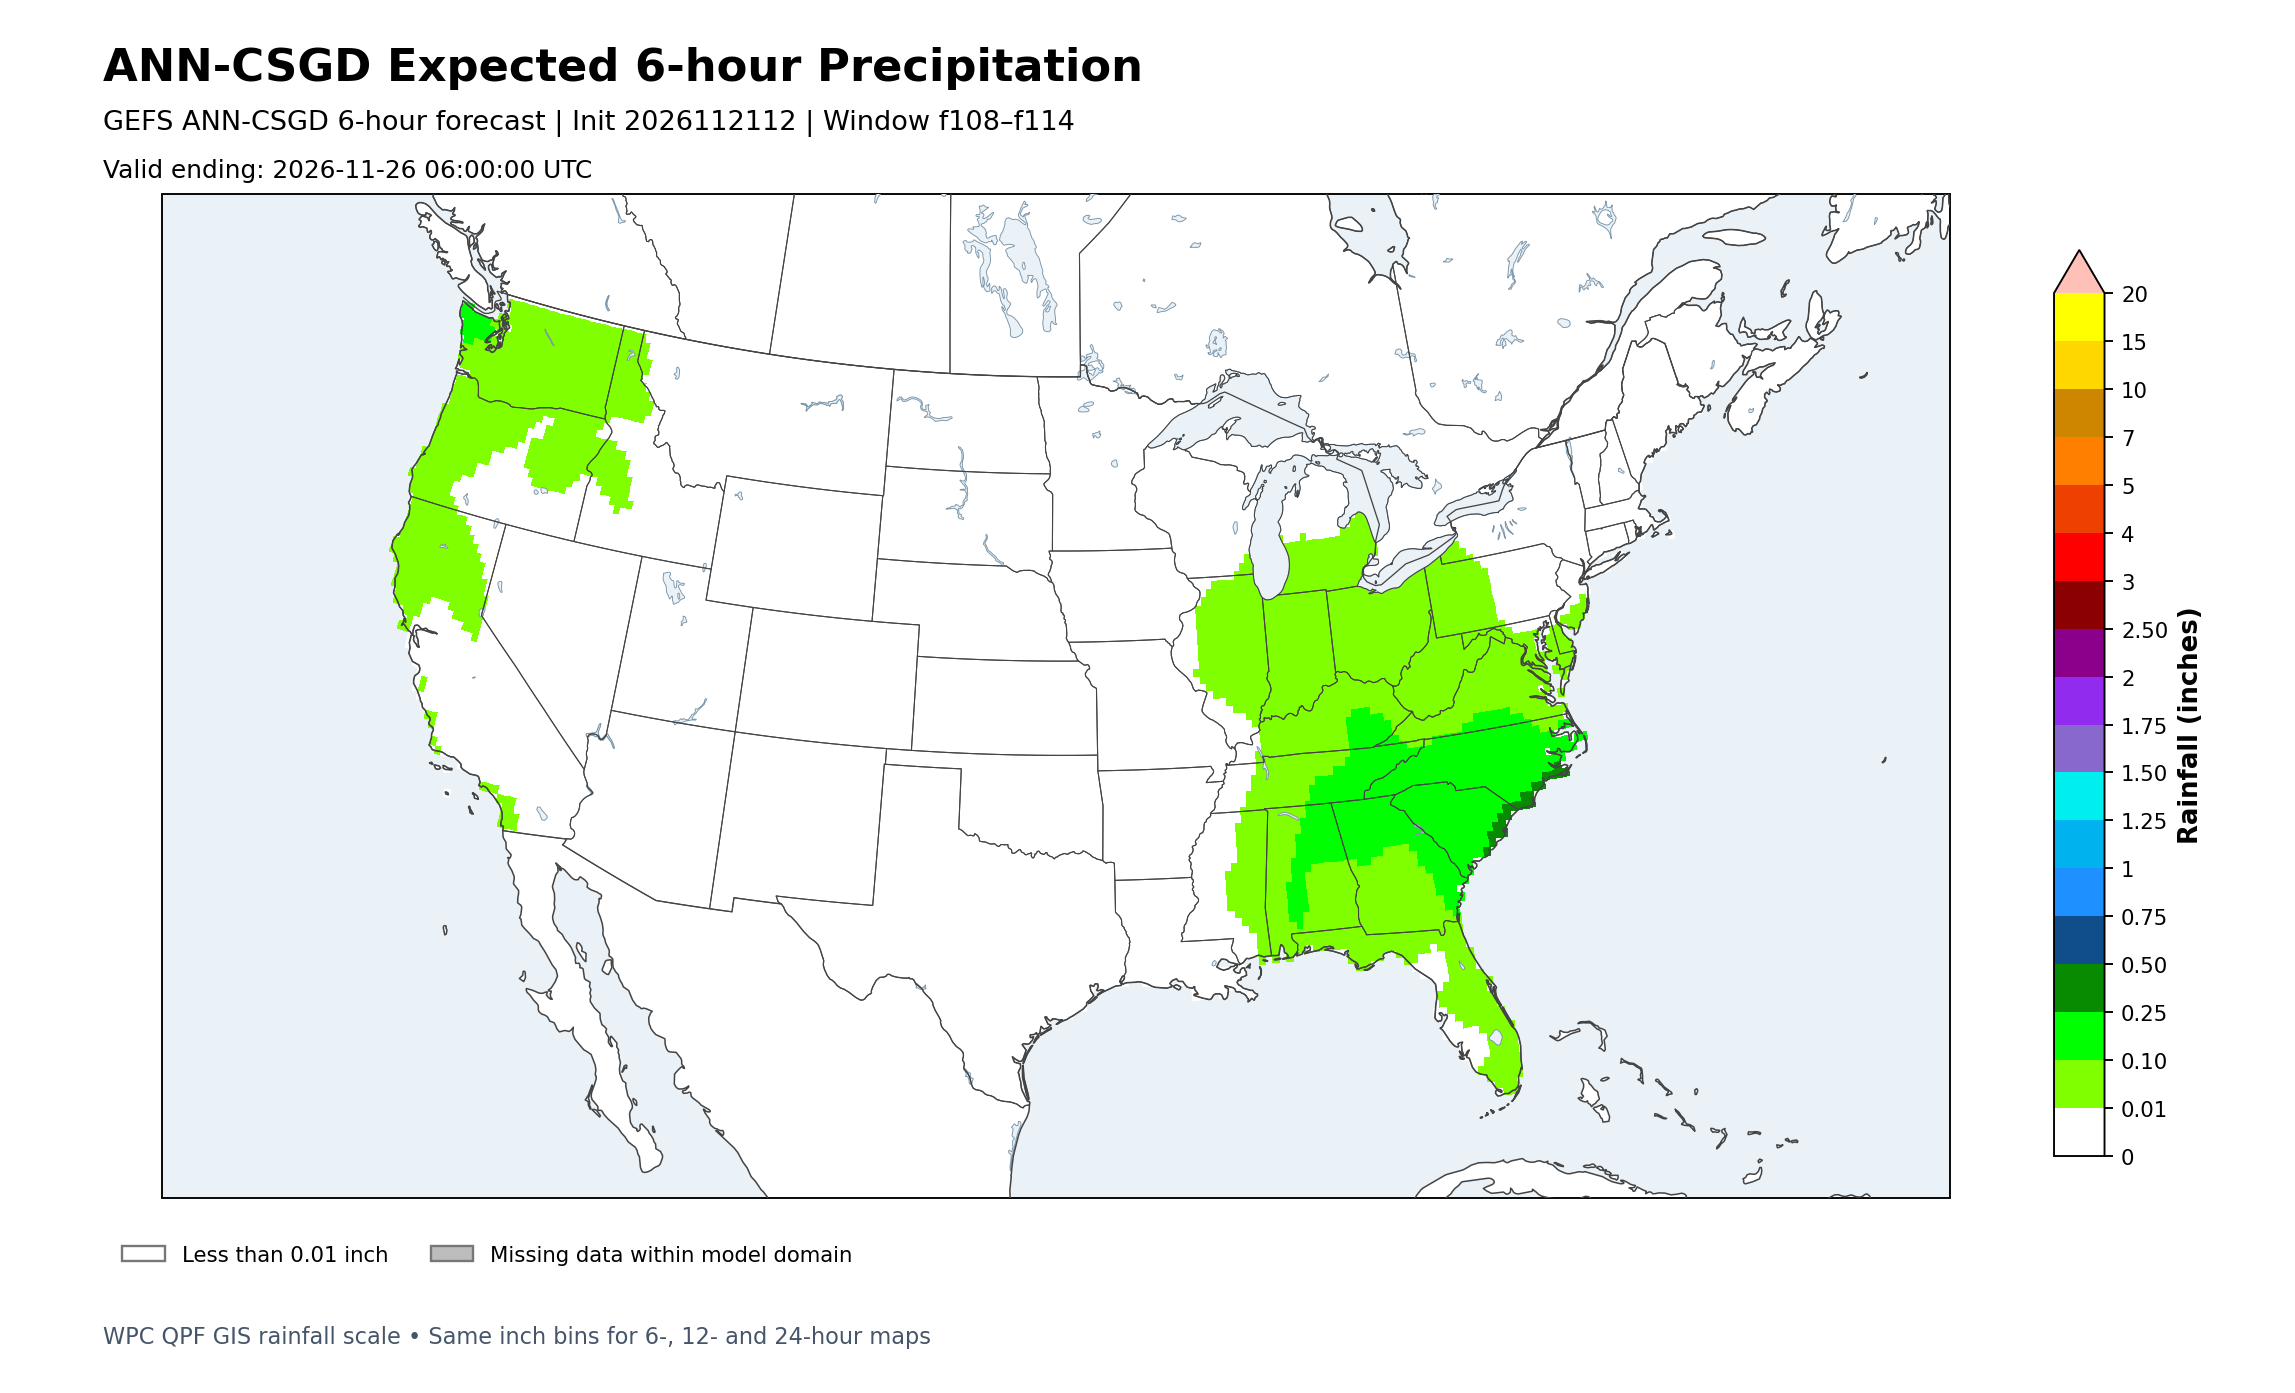 ANN-CSGD Expected 6-hour Precipitation
GEFS ANN-CSGD 6-hour forecast | Init 2026112112 | Window f108–f114
Valid ending: 2026-11-26 06:00:00 UTC
20
15
10
7
5
4
3
2.50
2
1.75
1.50
1.25
1
0.75
0.50
0.25
0.10
0.01
0
Rainfall (inches)
Less than 0.01 inch
Missing data within model domain
WPC QPF GIS rainfall scale • Same inch bins for 6-, 12- and 24-hour maps